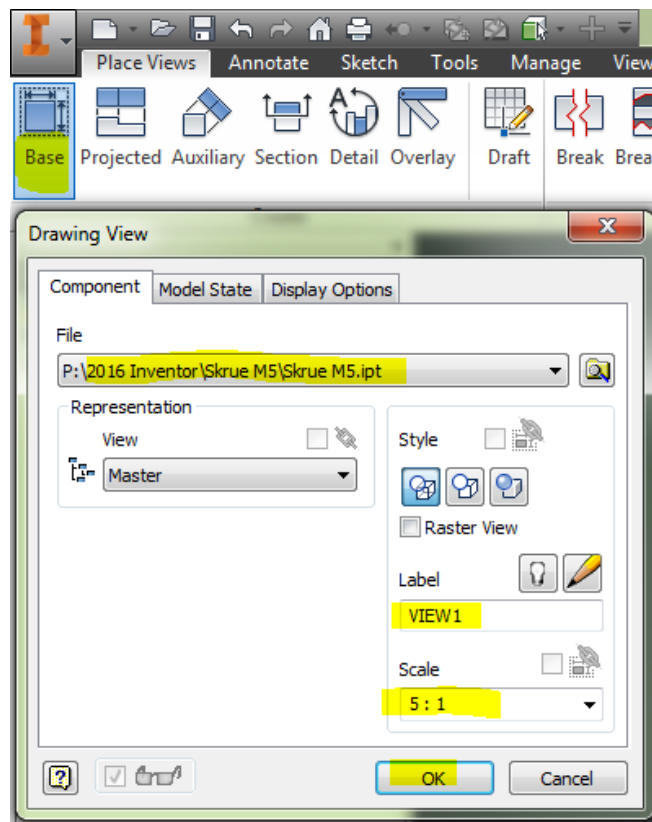 Place Views Annotate Sketch Tools Manage View
Base Projected Auxiliary Section Detail Overlay Draft Break Brea
Drawing View
Component Model State Display Options
File
P:\2016 Inventor\Skrue M5\Skrue M5.ipt
Representation
View
Master
Style
Raster View
Label
VIEW1
Scale
5 : 1
OK Cancel